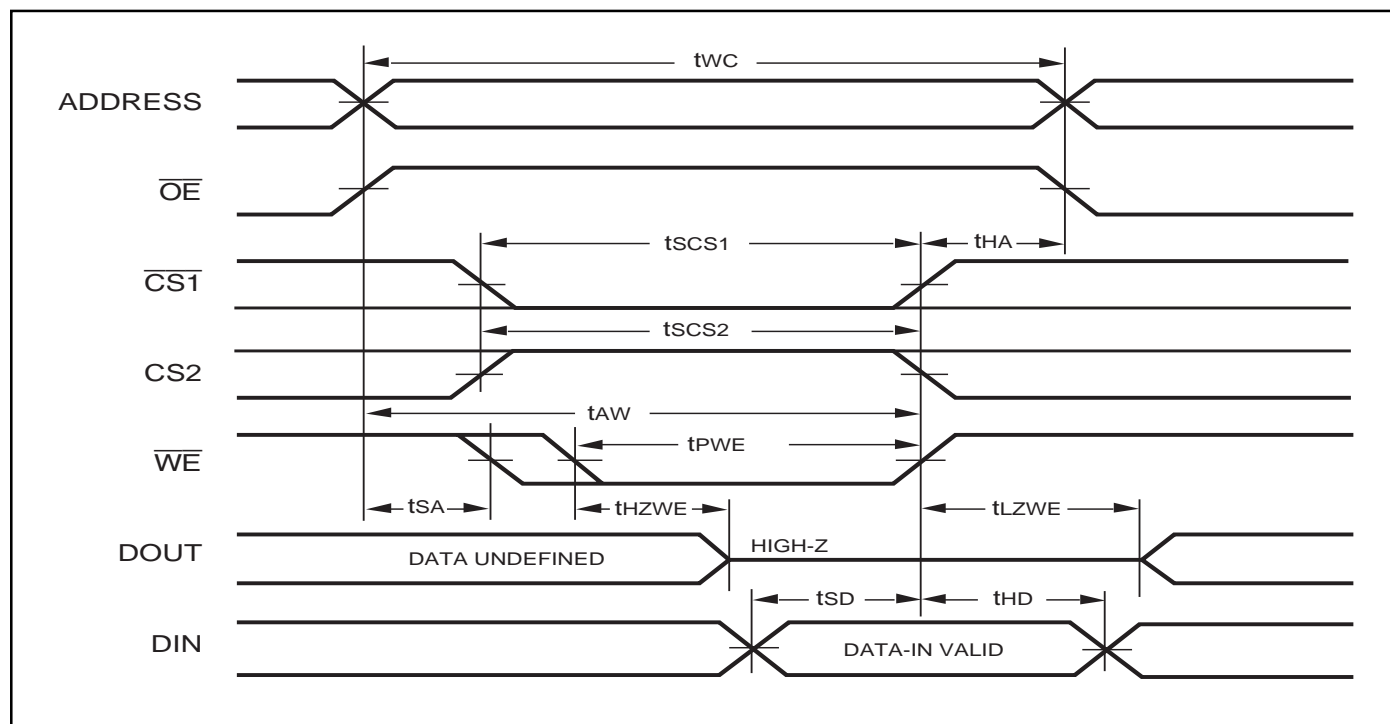 tWC
ADDRESS
OE
tSCS1
tHA
CS1
tSCS2
CS2
tAW
tPWE
WE
tSA
tHZWE
tLZWE
DOUT
DATA UNDEFINED
HIGH-Z
tSD
tHD
DIN
DATA-IN VALID